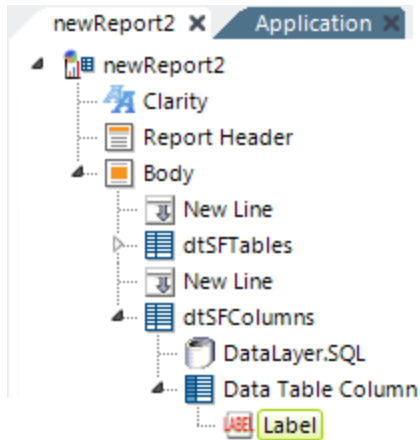 newReport2 Application
newReport2
Clarity
Report Header
Body
New Line
dtSFTables
New Line
dtSFColumns
DataLayer.SQL
Data Table Column
LABEL Label